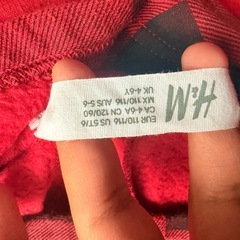 H&M
EUR 110/116 US 5T/6
CA 4-6A CN 120/60
MX 110/116 AUS 5-6
UK 4-6Y